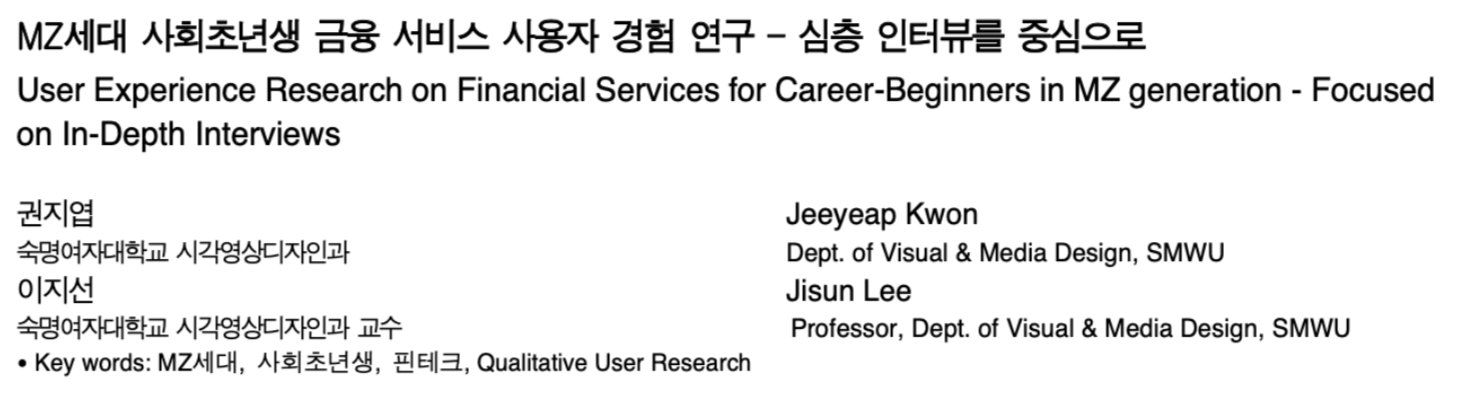 MZ세대 사회초년생 금융 서비스 사용자 경험 연구 – 심층 인터뷰를 중심으로
User Experience Research on Financial Services for Career-Beginners in MZ generation - Focused
on In-Depth Interviews
권지엽
Jeeyeap Kwon
숙명여자대학교 시각영상디자인과
Dept. of Visual & Media Design, SMWU
이지선
Jisun Lee
숙명여자대학교 시각영상디자인과 교수
Professor, Dept. of Visual & Media Design, SMWU
• Key words: MZ세대, 사회초년생, 핀테크, Qualitative User Research